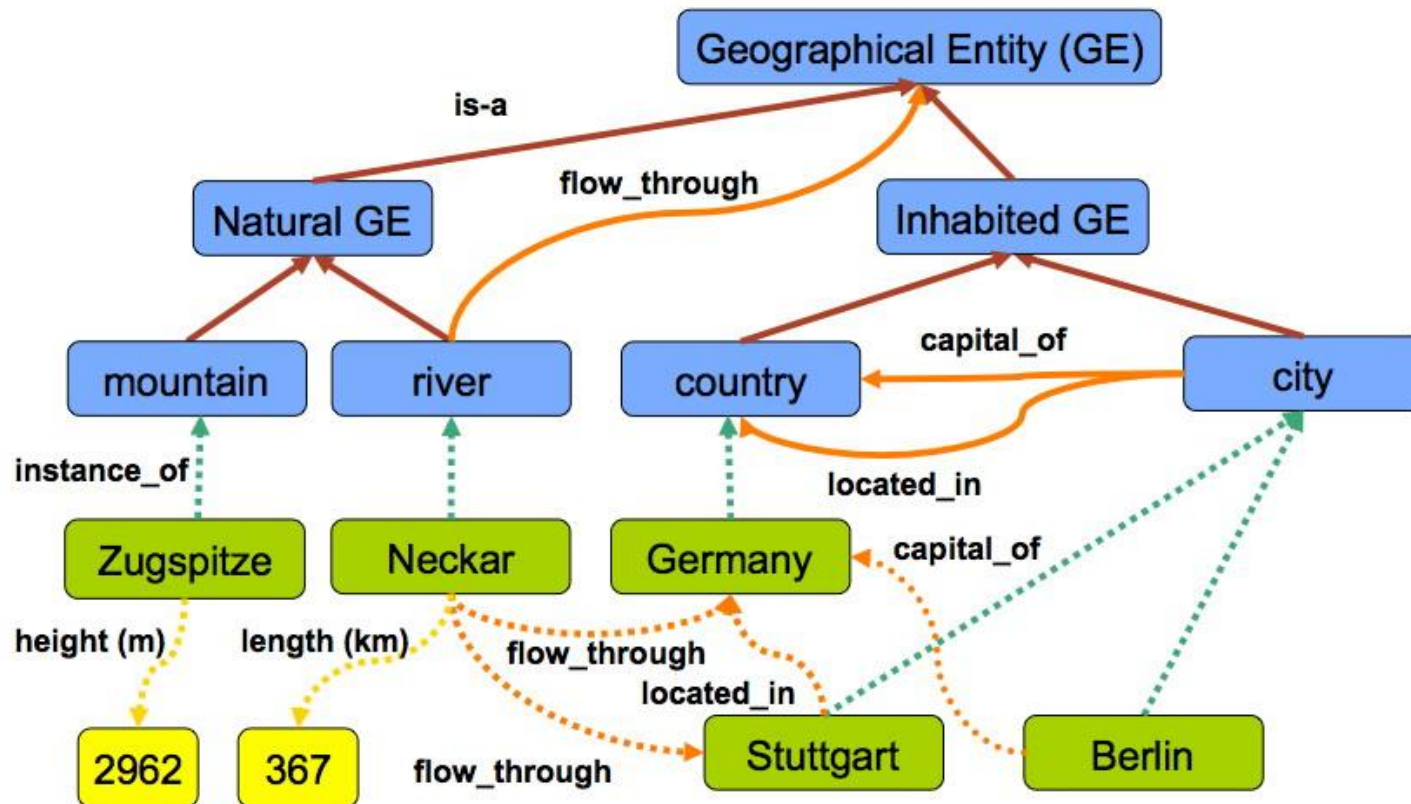 Geographical Entity (GE)
is-a
flow_through
Natural GE
Inhabited GE
capital_of
mountain
river
country
city
instance_of
located_in
Zugspitze
Neckar
Germany
capital_of
height (m)
length (km)
flow_through
located_in
2962
367
flow_through
Stuttgart
Berlin